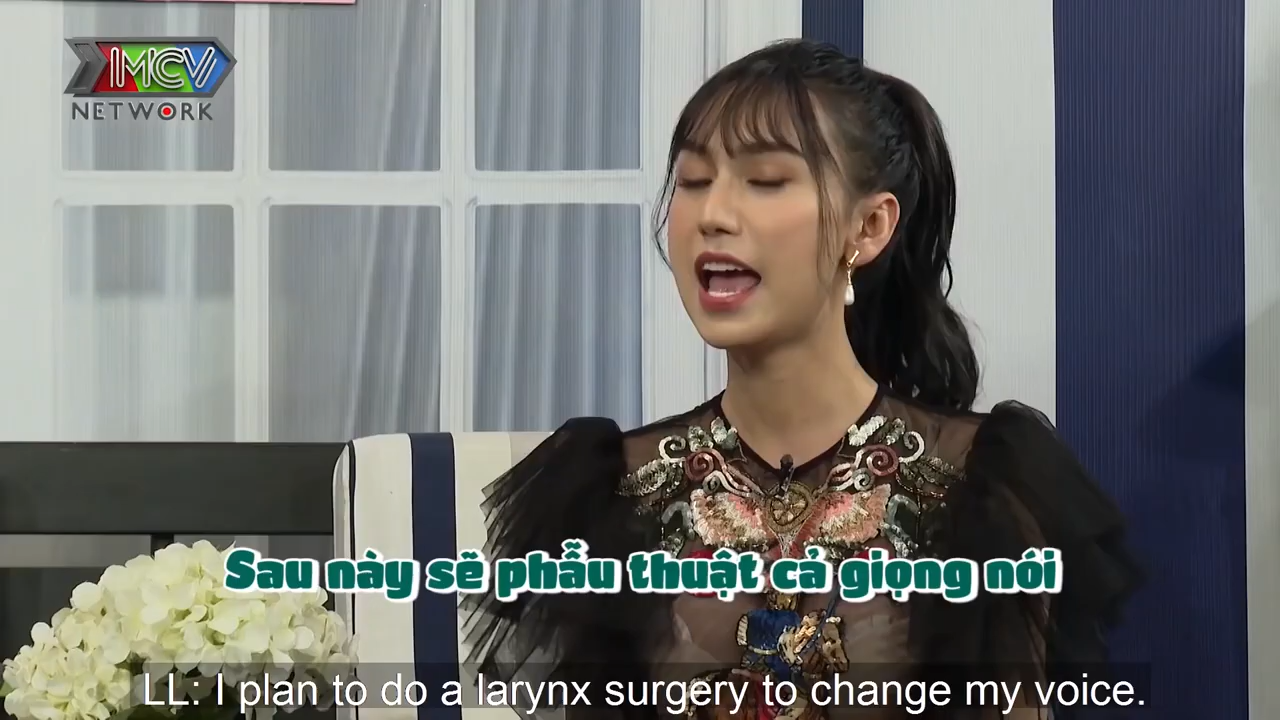 MCV
NETWORK
Sau này sẽ phẫu thuật cả giọng nói
LL: I plan to do a larynx surgery to change my voice.